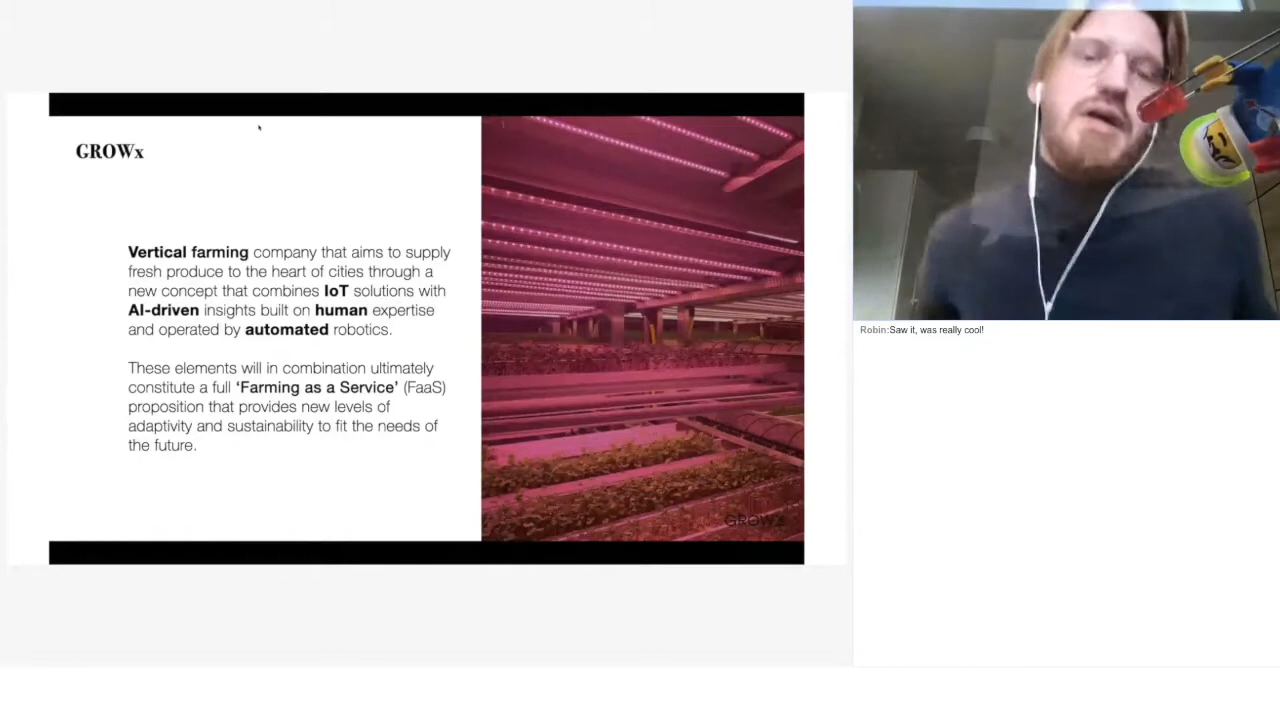 GROWx
Vertical farming company that aims to supply
fresh produce to the heart of cities through a
new concept that combines IoT solutions with
AI-driven insights built on human expertise
and operated by automated robotics.
These elements will in combination ultimately
constitute a full ‘Farming as a Service’ (FaaS)
proposition that provides new levels of
adaptivity and sustainability to fit the needs of
the future.
GROWx
Robin:Saw it, was really cool!